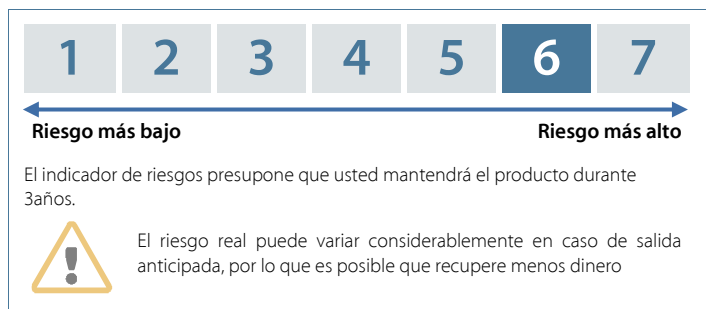 1 2 3 4 5 6 7
Riesgo más bajo Riesgo más alto
El indicador de riesgos presupone que usted mantendrá el producto durante
3años.
El riesgo real puede variar considerablemente en caso de salida
anticipada, por lo que es posible que recupere menos dinero